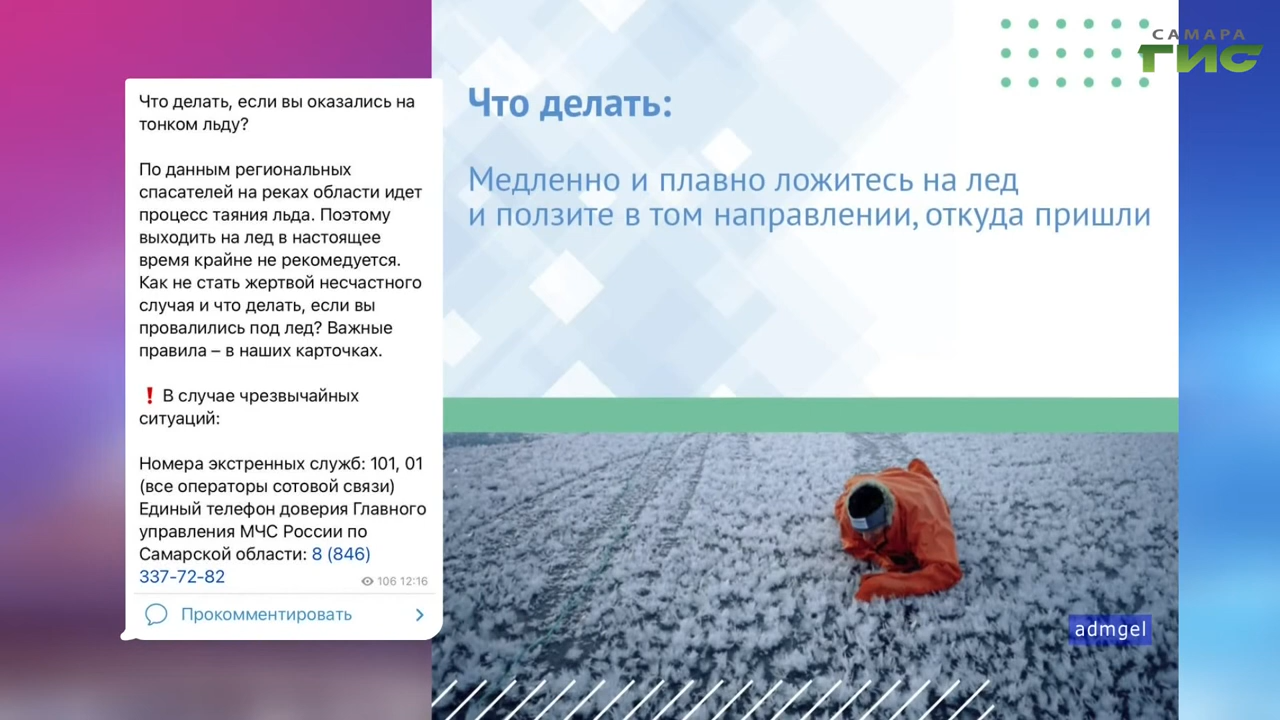 Что делать, если вы оказались на
тонком льду?
По данным региональных
спасателей на реках области идет
процесс таяния льда. Поэтому
выходить на лед в настоящее
время крайне не рекомедуется.
Как не стать жертвой несчастного
случая и что делать, если вы
провалились под лед? Важные
правила – в наших карточках.
❗ В случае чрезвычайных
ситуаций:
Номера экстренных служб: 101, 01
(все операторы сотовой связи)
Единый телефон доверия Главного
управления МЧС России по
Самарской области: 8 (846)
337-72-82
106 12:16
Прокомментировать
Что делать:
Медленно и плавно ложитесь на лед
и ползите в том направлении, откуда пришли
САМАРА
ГИС
admgel